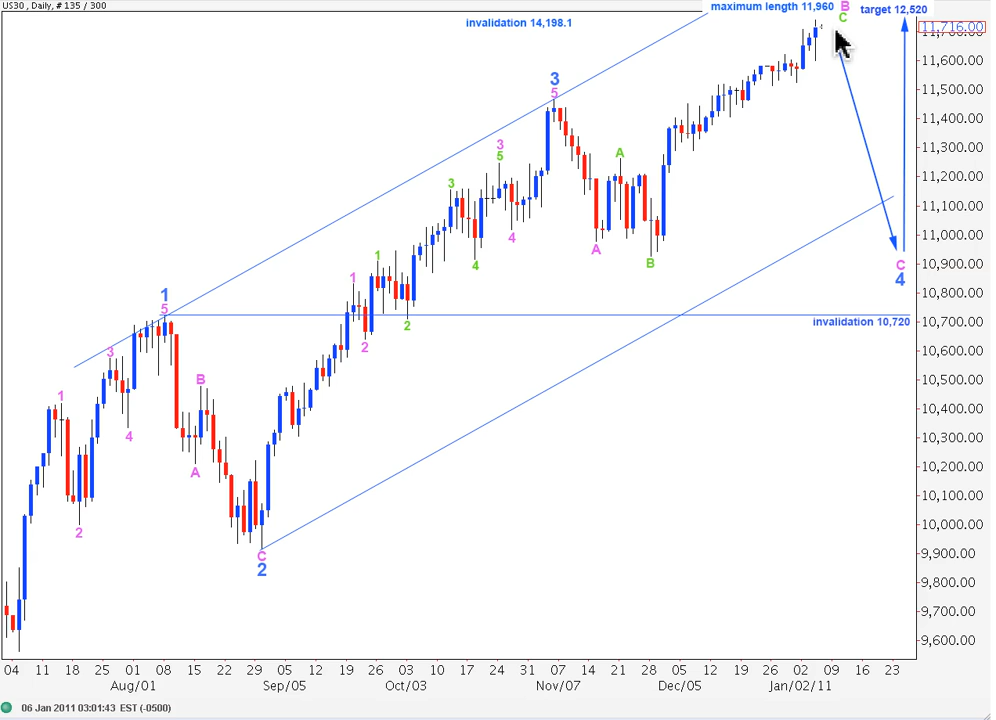 US30 , Daily, # 135 / 300
invalidation 14,198.1
maximum length 11,960
B
C
target 12,520
11,716.00
11,600.00
11,500.00
11,400.00
11,300.00
11,200.00
11,100.00
11,000.00
10,900.00
10,800.00
10,700.00
10,600.00
10,500.00
10,400.00
10,300.00
10,200.00
10,100.00
10,000.00
9,900.00
9,800.00
9,700.00
9,600.00
3
5
3
5
A
3
4
A
B
4
C
4
1
1
2
2
invalidation 10,720
1
5
3
1
B
4
A
2
C
2
04 11 18 25 01 08 15 22 29 05 12 19 26 03 10 17 24 31 07 14 21 28 05 12 19 26 02 09 16 23
Aug/01 Sep/05 Oct/03 Nov/07 Dec/05 Jan/02/11
06 Jan 2011 03:01:43 EST (-0500)